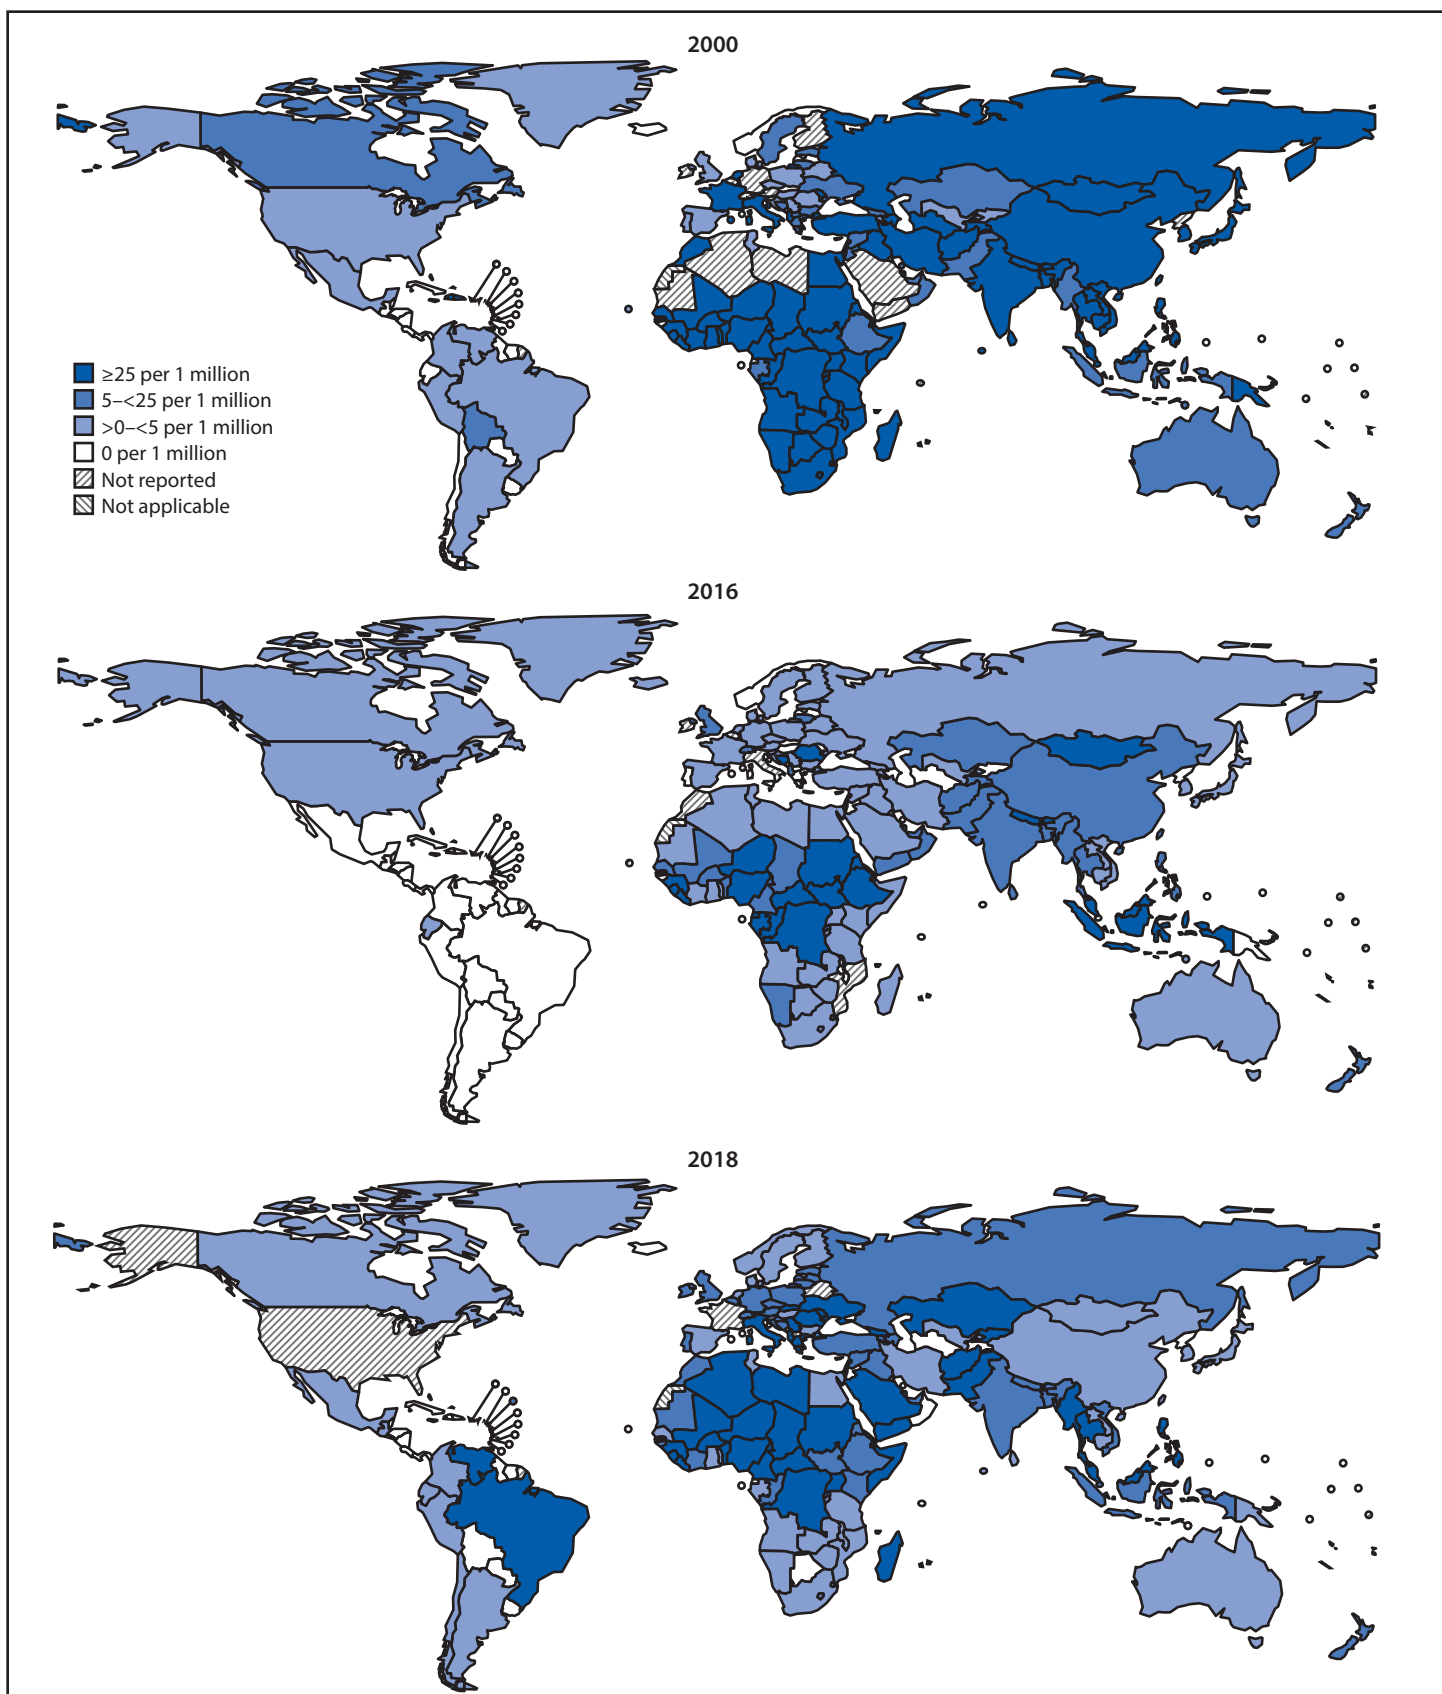 2000
≥25 per 1 million
5–<25 per 1 million
>0–<5 per 1 million
0 per 1 million
Not reported
Not applicable
2016
2018